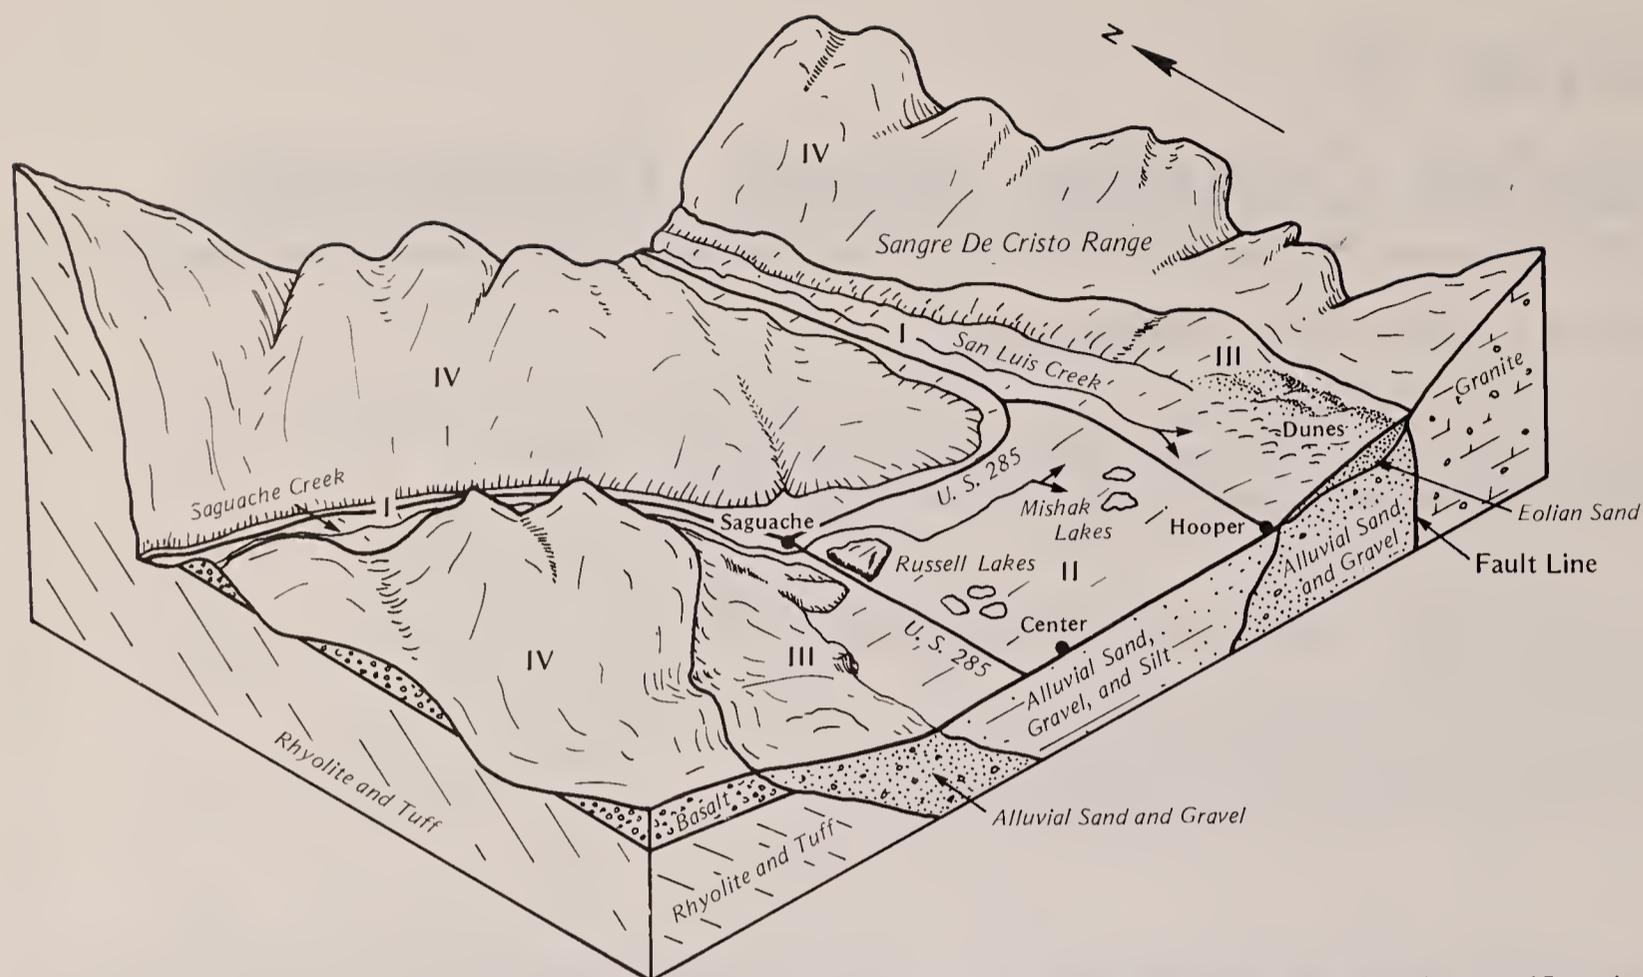 N
IV
Sangre De Cristo Range
I
San Luis Creek
III
Granite
IV
Dunes
Saguache Creek
I
U. S. 285
Saguache
Mishak
Lakes
Hooper
Eolian Sand
Russell Lakes
II
Alluvial Sand
and Gravel
Fault Line
Center
IV
III
U. S. 285
Alluvial Sand,
Gravel, and Silt
Rhyolite and Tuff
Basalt
Alluvial Sand and Gravel
Rhyolite and Tuff